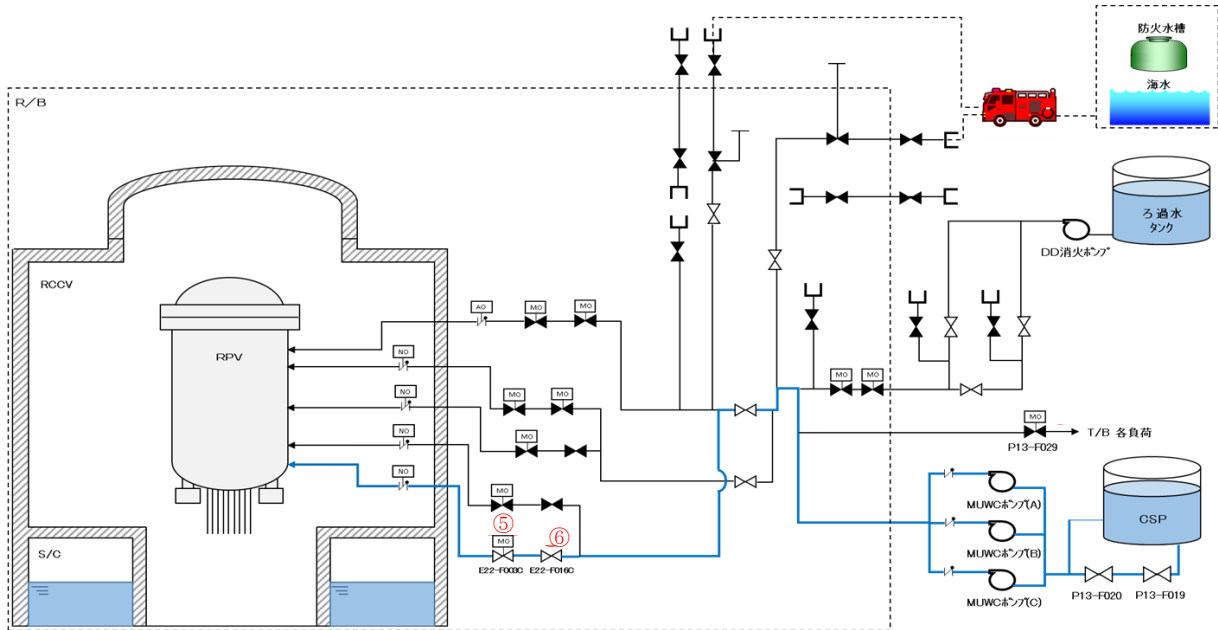 防火水槽
海水
R/B
ろ過水
タンク
DD消火ポンプ
RCCV
AO
MO
MO
RPV
NO
MO
MO
NO
MO
MO
MO
NO
MO
T/B 各負荷
P13-F029
NO
MO
MUWCポンプ(A)
CSP
⑤
⑥
MO
MUWCポンプ(B)
S/C
E22-F003C
E22-F016C
MUWCポンプ(C)
P13-F020
P13-F019